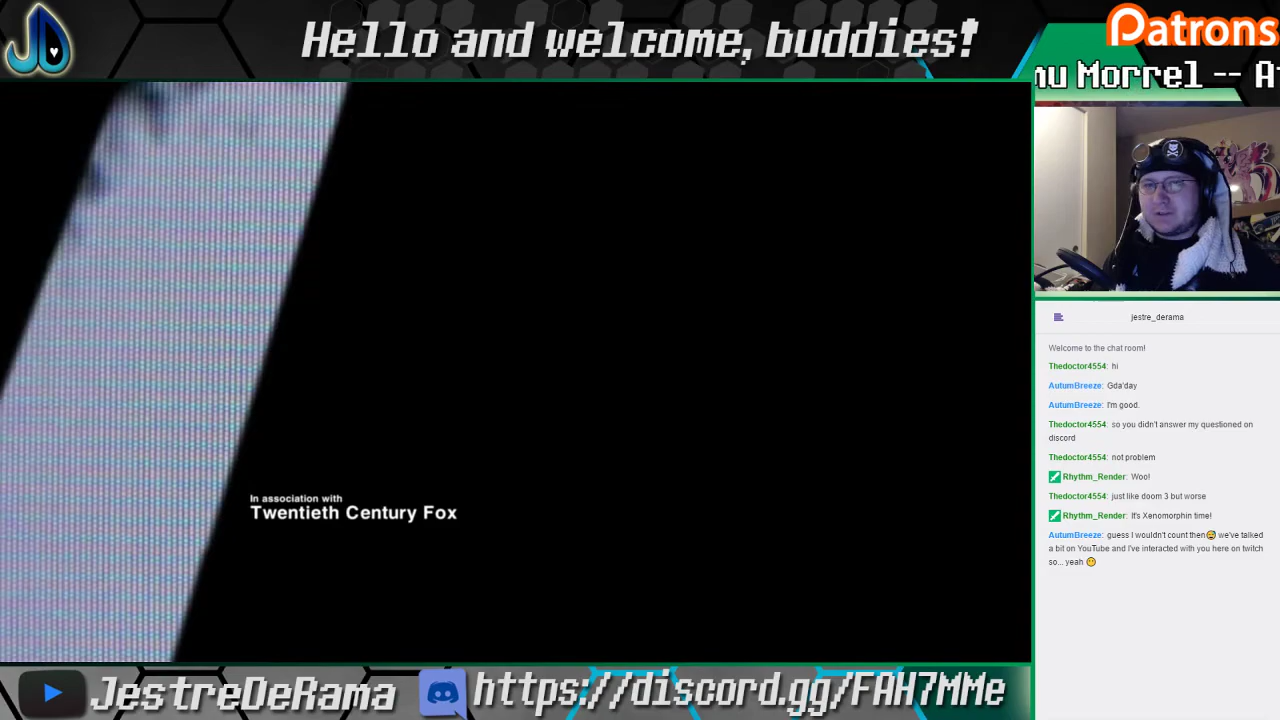 JD
Hello and welcome, buddies!
Patrons
nu Morrel -- A
In association with
Twentieth Century Fox
jestre_derama
Welcome to the chat room!
Thedoctor4554: hi
AutumBreeze: Gda'day
AutumBreeze: I'm good.
Thedoctor4554: so you didn't answer my questioned on
discord
Thedoctor4554: not problem
Rhythm_Render: Woo!
Thedoctor4554: just like doom 3 but worse
Rhythm_Render: It's Xenomorphin time!
AutumBreeze: guess I wouldn't count then😅 we've talked
a bit on YouTube and I've interacted with you here on twitch
so... yeah 😶
JestreDeRama
https://discord.gg/FAH7MMe